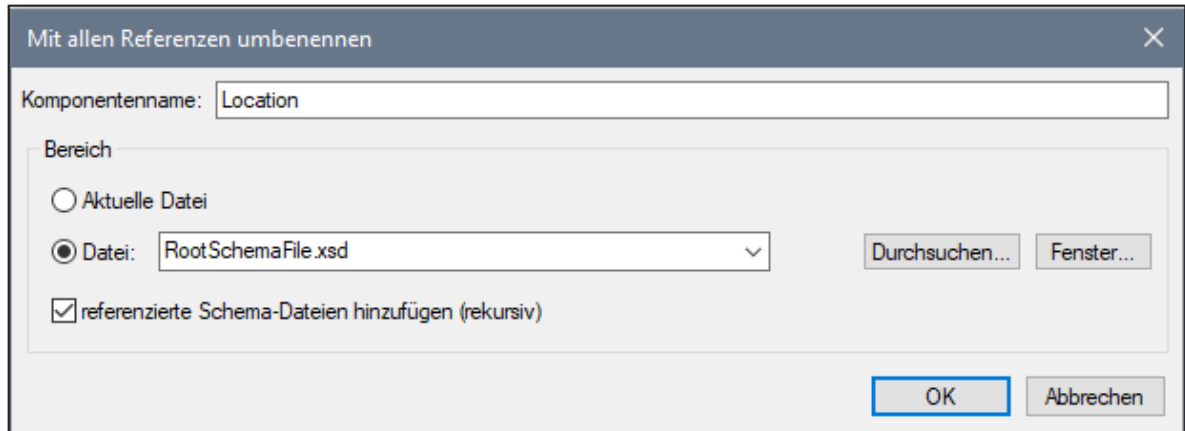 Mit allen Referenzen umbenennen
Komponentenname: Location
Bereich
Aktuelle Datei
Datei: RootSchemaFile.xsd Durchsuchen... Fenster...
referenzierte Schema-Dateien hinzufügen (rekursiv)
OK Abbrechen